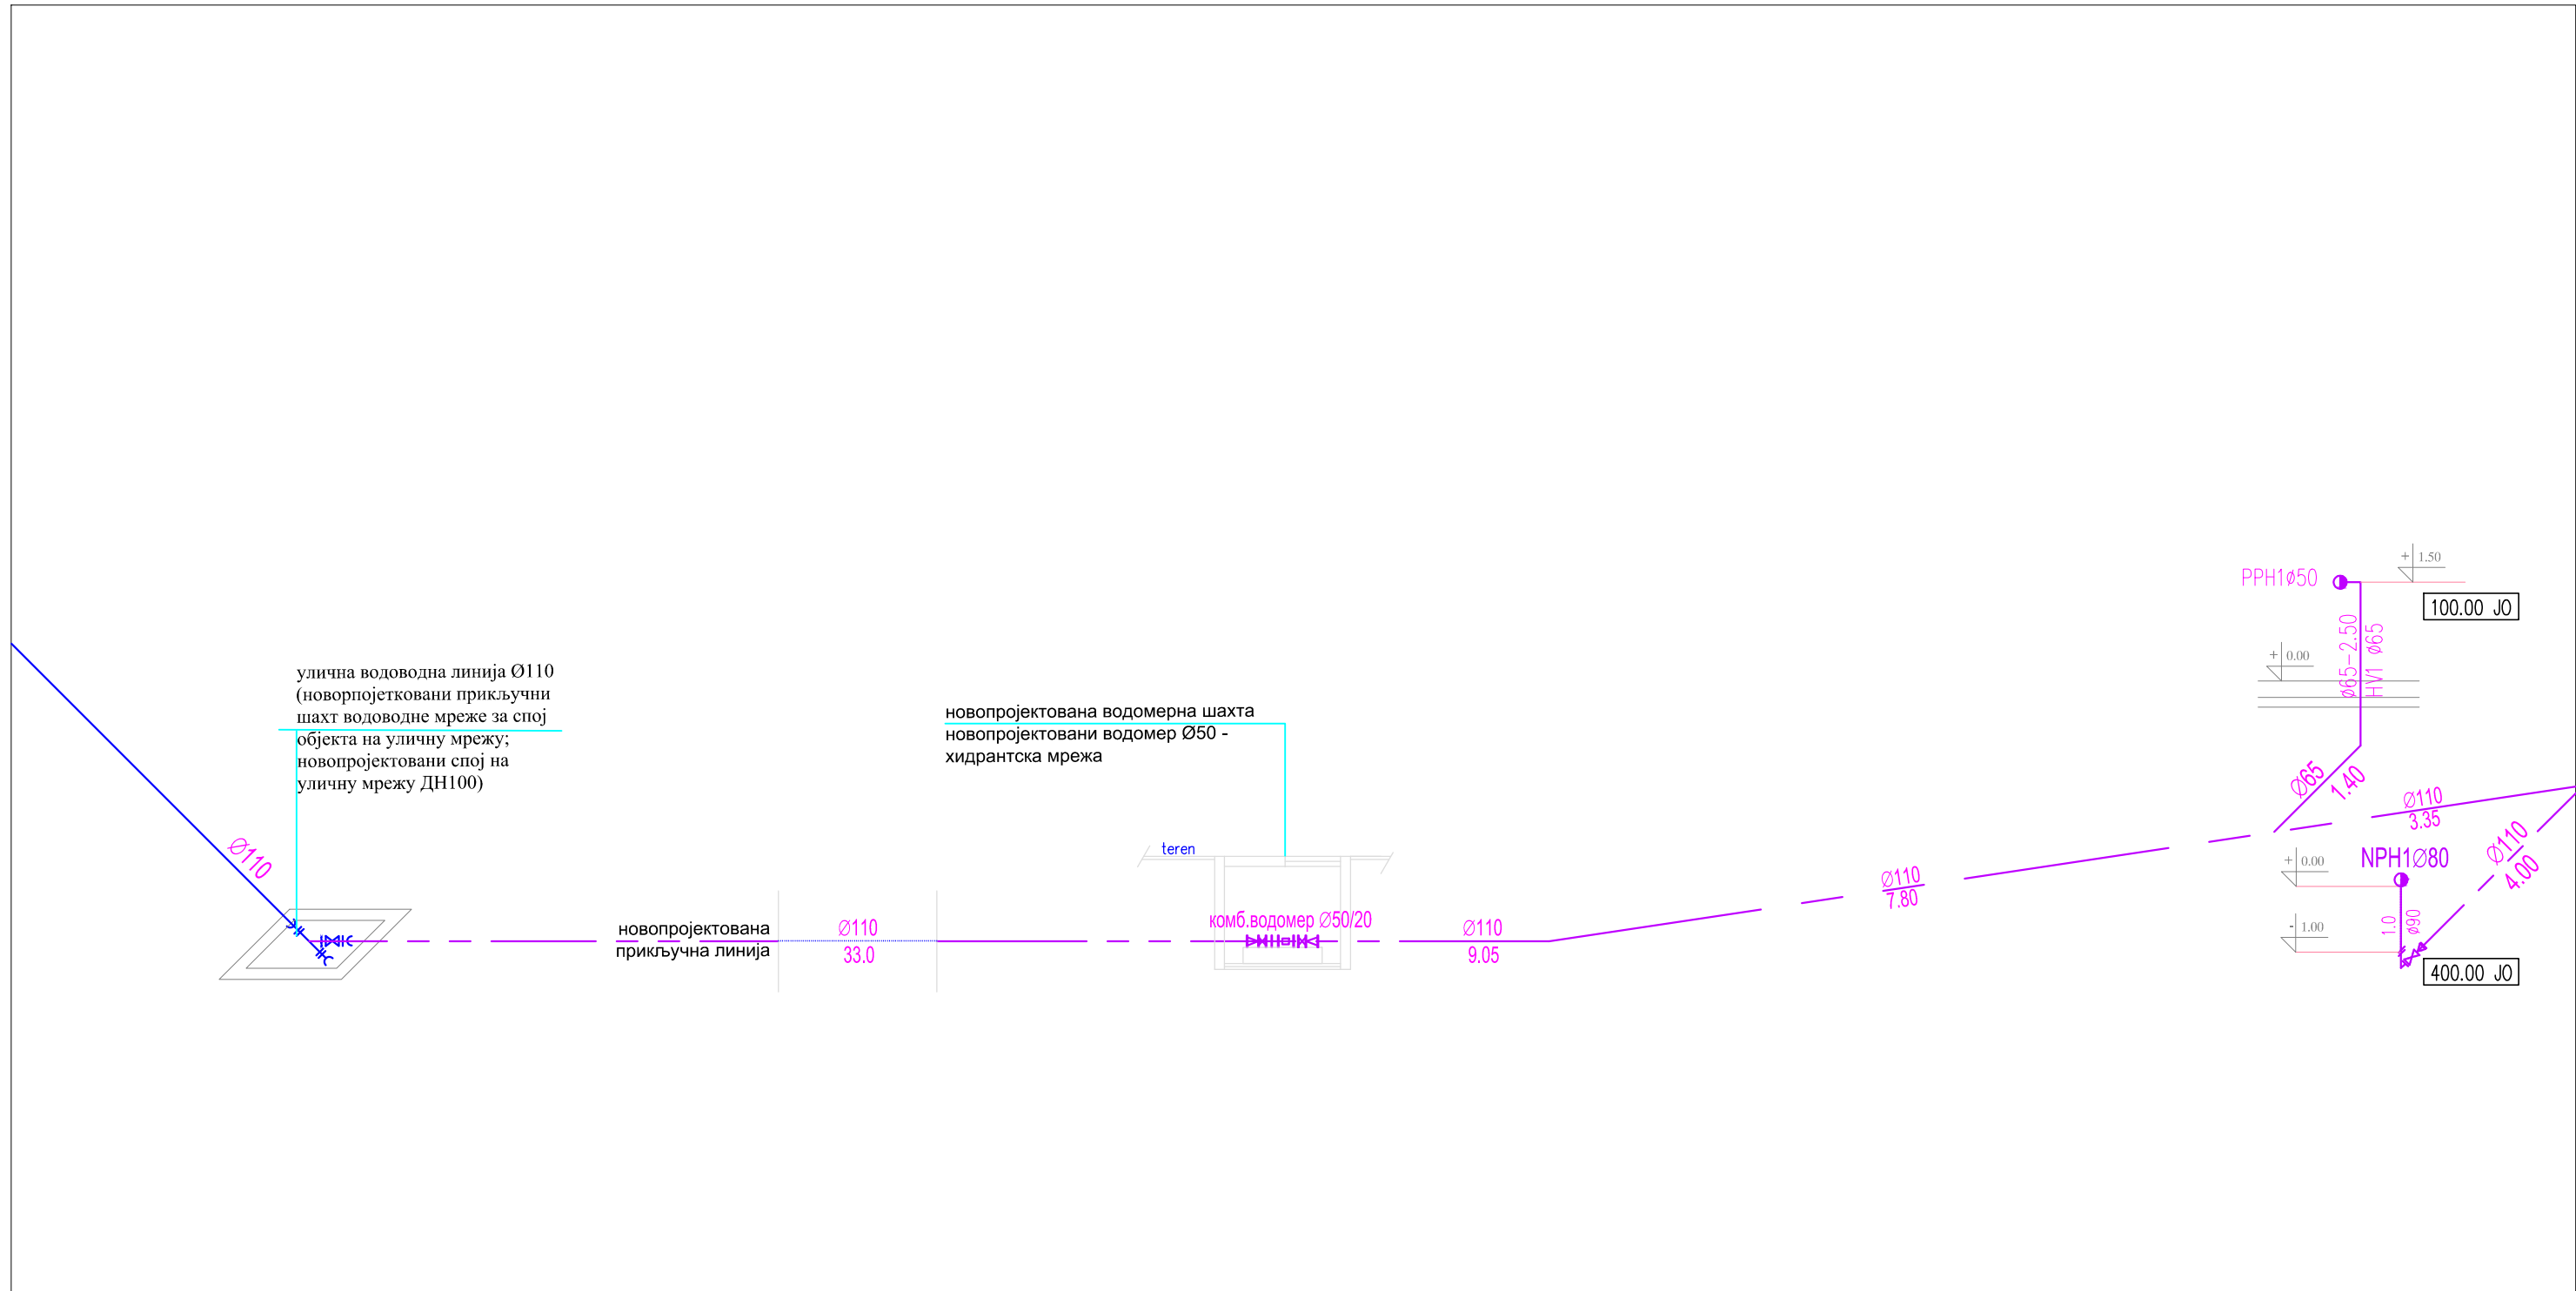 улична водоводна линија Ø110
(новорпојетковани прикључни
шахт водоводне мреже за спој
објекта на уличну мрежу;
новопројектовани спој на
уличну мрежу ДН100)
Ø110
новопројектована
прикључна линија
Ø110
33.0
новопројектована водомерна шахта
новопројектовани водомер Ø50 -
хидрантска мрежа
teren
комб.водомер Ø50/20
Ø110
9.05
Ø110
7.80
PPH1ø50
+ 1.50
100.00 JO
+ 0.00
ø65-2.50
HV1 ø65
Ø65
1.40
Ø110
3.35
Ø110
4.00
+ 0.00
NPH1Ø80
- 1.00
1.0
ø90
400.00 JO